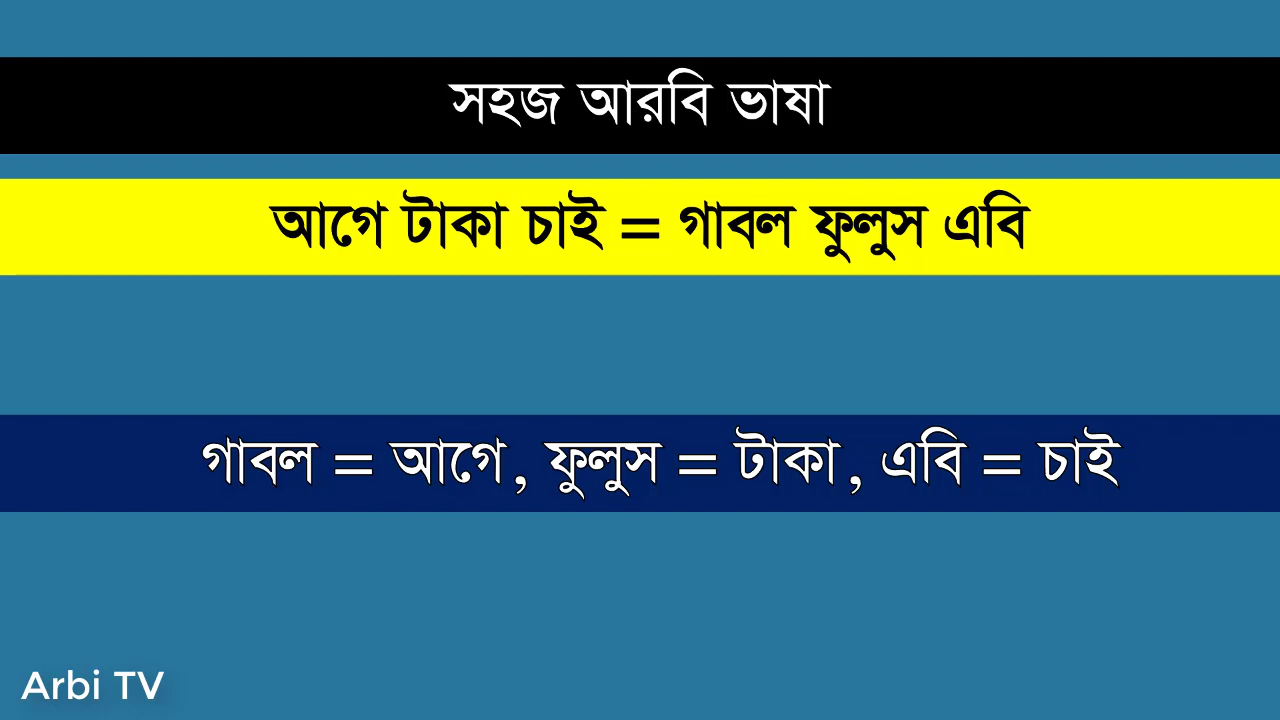 সহজ আরবি ভাষা
আগে টাকা চাই = গাবল ফুলুস এবি
গাবল = আগে, ফুলুস = টাকা, এবি = চাই
Arbi TV